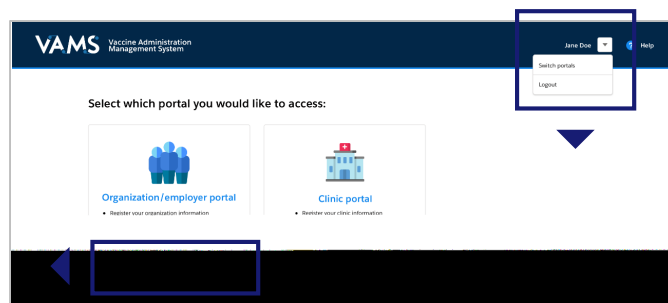 VAMS Vaccine Administration
Management System
Jane Doe
? Help
Switch portals
Logout
Select which portal you would like to access:
Organization/employer portal
• Register your organization information
Clinic portal
• Register your clinic information